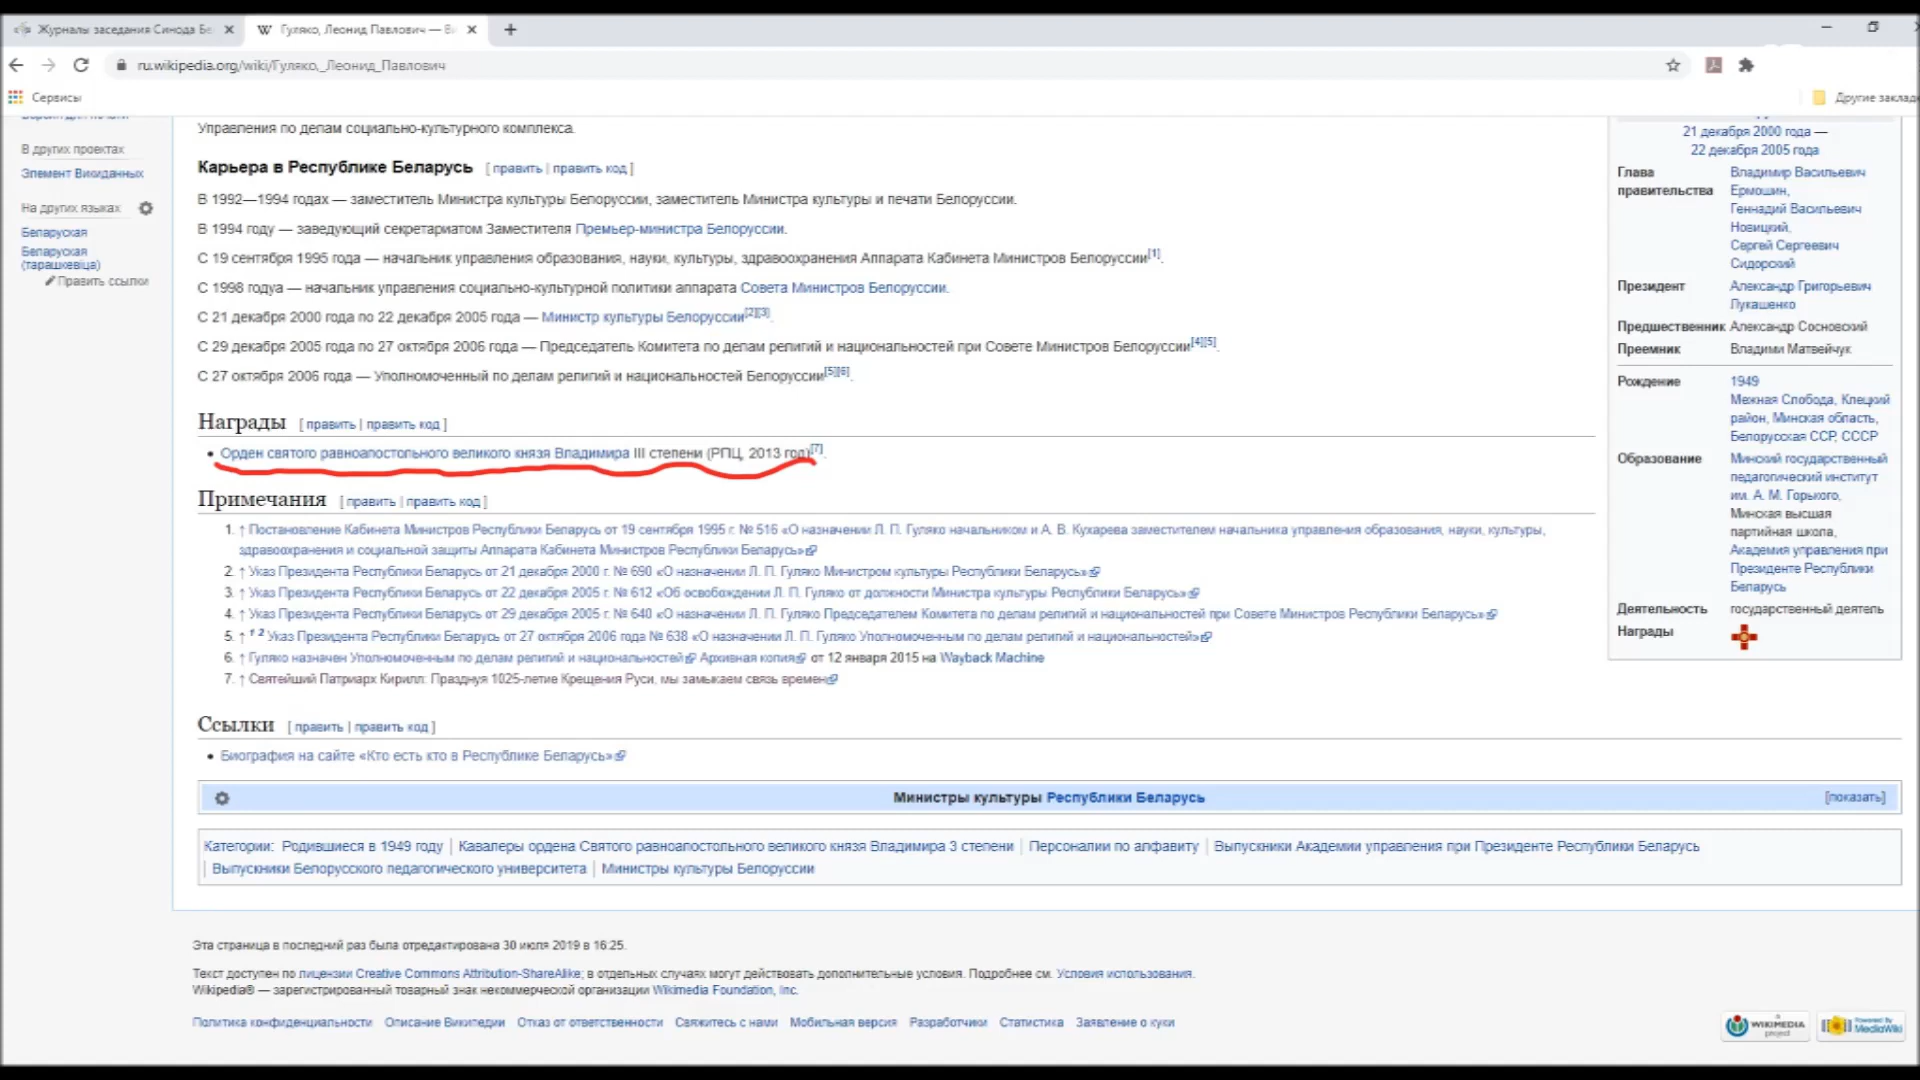 Журналы заседания Синода Бе
Гуляко, Леонид Павлович — Ви
ru.wikipedia.org/wiki/Гуляко,_Леонид_Павлович
Сервисы
Другие заклад
Версия для печати
В других проектах
Элемент Викиданных
На других языках
Беларуская
Беларуская
(тарашкевіца)
Править ссылки
Управления по делам социально-культурного комплекса.
Карьера в Республике Беларусь [ править | править код ]
В 1992—1994 годах — заместитель Министра культуры Белоруссии, заместитель Министра культуры и печати Белоруссии.
В 1994 году — заведующий секретариатом Заместителя Премьер-министра Белоруссии.
С 19 сентября 1995 года — начальник управления образования, науки, культуры, здравоохранения Аппарата Кабинета Министров Белоруссии[1].
С 1998 годуа — начальник управления социально-культурной политики аппарата Совета Министров Белоруссии.
С 21 декабря 2000 года по 22 декабря 2005 года — Министр культуры Белоруссии[2][3].
С 29 декабря 2005 года по 27 октября 2006 года — Председатель Комитета по делам религий и национальностей при Совете Министров Белоруссии[4][5].
С 27 октября 2006 года — Уполномоченный по делам религий и национальностей Белоруссии[5][6].
Награды [ править | править код ]
• Орден святого равноапостольного великого князя Владимира III степени (РПЦ, 2013 год)[7].
Примечания [ править | править код ]
1. ↑ Постановление Кабинета Министров Республики Беларусь от 19 сентября 1995 г. № 516 «О назначении Л. П. Гуляко начальником и А. В. Кухарева заместителем начальника управления образования, науки, культуры,
здравоохранения и социальной защиты Аппарата Кабинета Министров Республики Беларусь»
2. ↑ Указ Президента Республики Беларусь от 21 декабря 2000 г. № 690 «О назначении Л. П. Гуляко Министром культуры Республики Беларусь»
3. ↑ Указ Президента Республики Беларусь от 22 декабря 2005 г. № 612 «Об освобождении Л. П. Гуляко от должности Министра культуры Республики Беларусь»
4. ↑ Указ Президента Республики Беларусь от 29 декабря 2005 г. № 640 «О назначении Л. П. Гуляко Председателем Комитета по делам религий и национальностей при Совете Министров Республики Беларусь»
5. ↑ 1 2 Указ Президента Республики Беларусь от 27 октября 2006 года № 638 «О назначении Л. П. Гуляко Уполномоченным по делам религий и национальностей»
6. ↑ Гуляко назначен Уполномоченным по делам религий и национальностей Архивная копия от 12 января 2015 на Wayback Machine
7. ↑ Святейший Патриарх Кирилл: Празднуя 1025-летие Крещения Руси, мы замыкаем связь времен
Ссылки [ править | править код ]
• Биография на сайте «Кто есть кто в Республике Беларусь»
21 декабря 2000 года —
22 декабря 2005 года
Глава правительства Владимир Васильевич
Ермошин,
Геннадий Васильевич
Новицкий,
Сергей Сергеевич
Сидорский
Президент Александр Григорьевич
Лукашенко
Предшественник Александр Сосновский
Преемник Владими Матвейчук
Рождение 1949
Межная Слобода, Клецкий
район, Минская область,
Белорусская ССР, СССР
Образование Минский государственный
педагогический институт
им. А. М. Горького,
Минская высшая
партийная школа,
Академия управления при
Президенте Республики
Беларусь
Деятельность государственный деятель
Награды
Министры культуры Республики Беларусь [показать]
Категории: Родившиеся в 1949 году | Кавалеры ордена Святого равноапостольного великого князя Владимира 3 степени | Персоналии по алфавиту | Выпускники Академии управления при Президенте Республики Беларусь
| Выпускники Белорусского педагогического университета | Министры культуры Белоруссии
Эта страница в последний раз была отредактирована 30 июля 2019 в 16:25.
Текст доступен по лицензии Creative Commons Attribution-ShareAlike; в отдельных случаях могут действовать дополнительные условия. Подробнее см. Условия использования.
Wikipedia® — зарегистрированный товарный знак некоммерческой организации Wikimedia Foundation, Inc.
Политика конфиденциальности Описание Википедии Отказ от ответственности Свяжитесь с нами Мобильная версия Разработчики Статистика Заявление о куки
a WIKIMEDIA project
Powered By MediaWiki